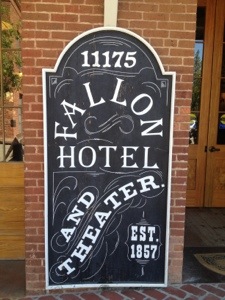 11175
FALLON
HOTEL
AND
THEATER.
EST.
1857